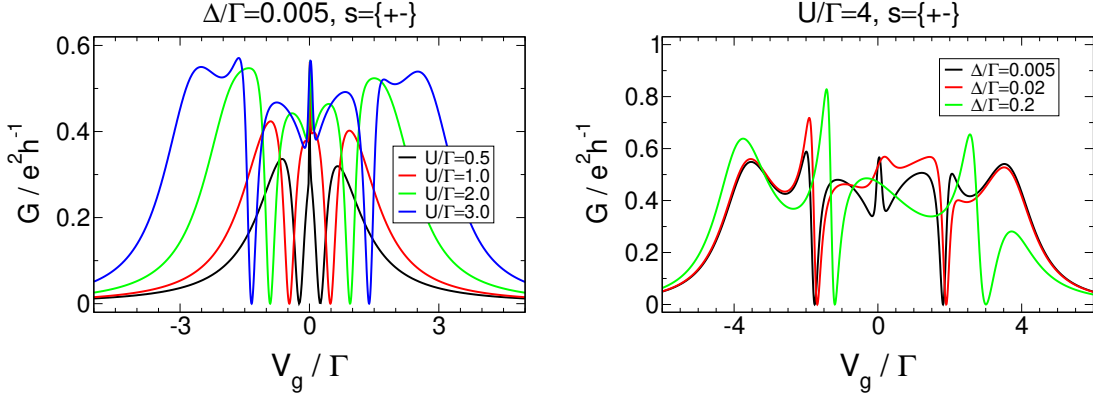 Δ/Γ=0.005, s={+-}
0.6
0.4
0.2
0
G / e²h⁻¹
-3
0
3
V_g / Γ
U/Γ=0.5
U/Γ=1.0
U/Γ=2.0
U/Γ=3.0
U/Γ=4, s={+-}
1
0.8
0.6
0.4
0.2
0
G / e²h⁻¹
-4
0
4
V_g / Γ
Δ/Γ=0.005
Δ/Γ=0.02
Δ/Γ=0.2